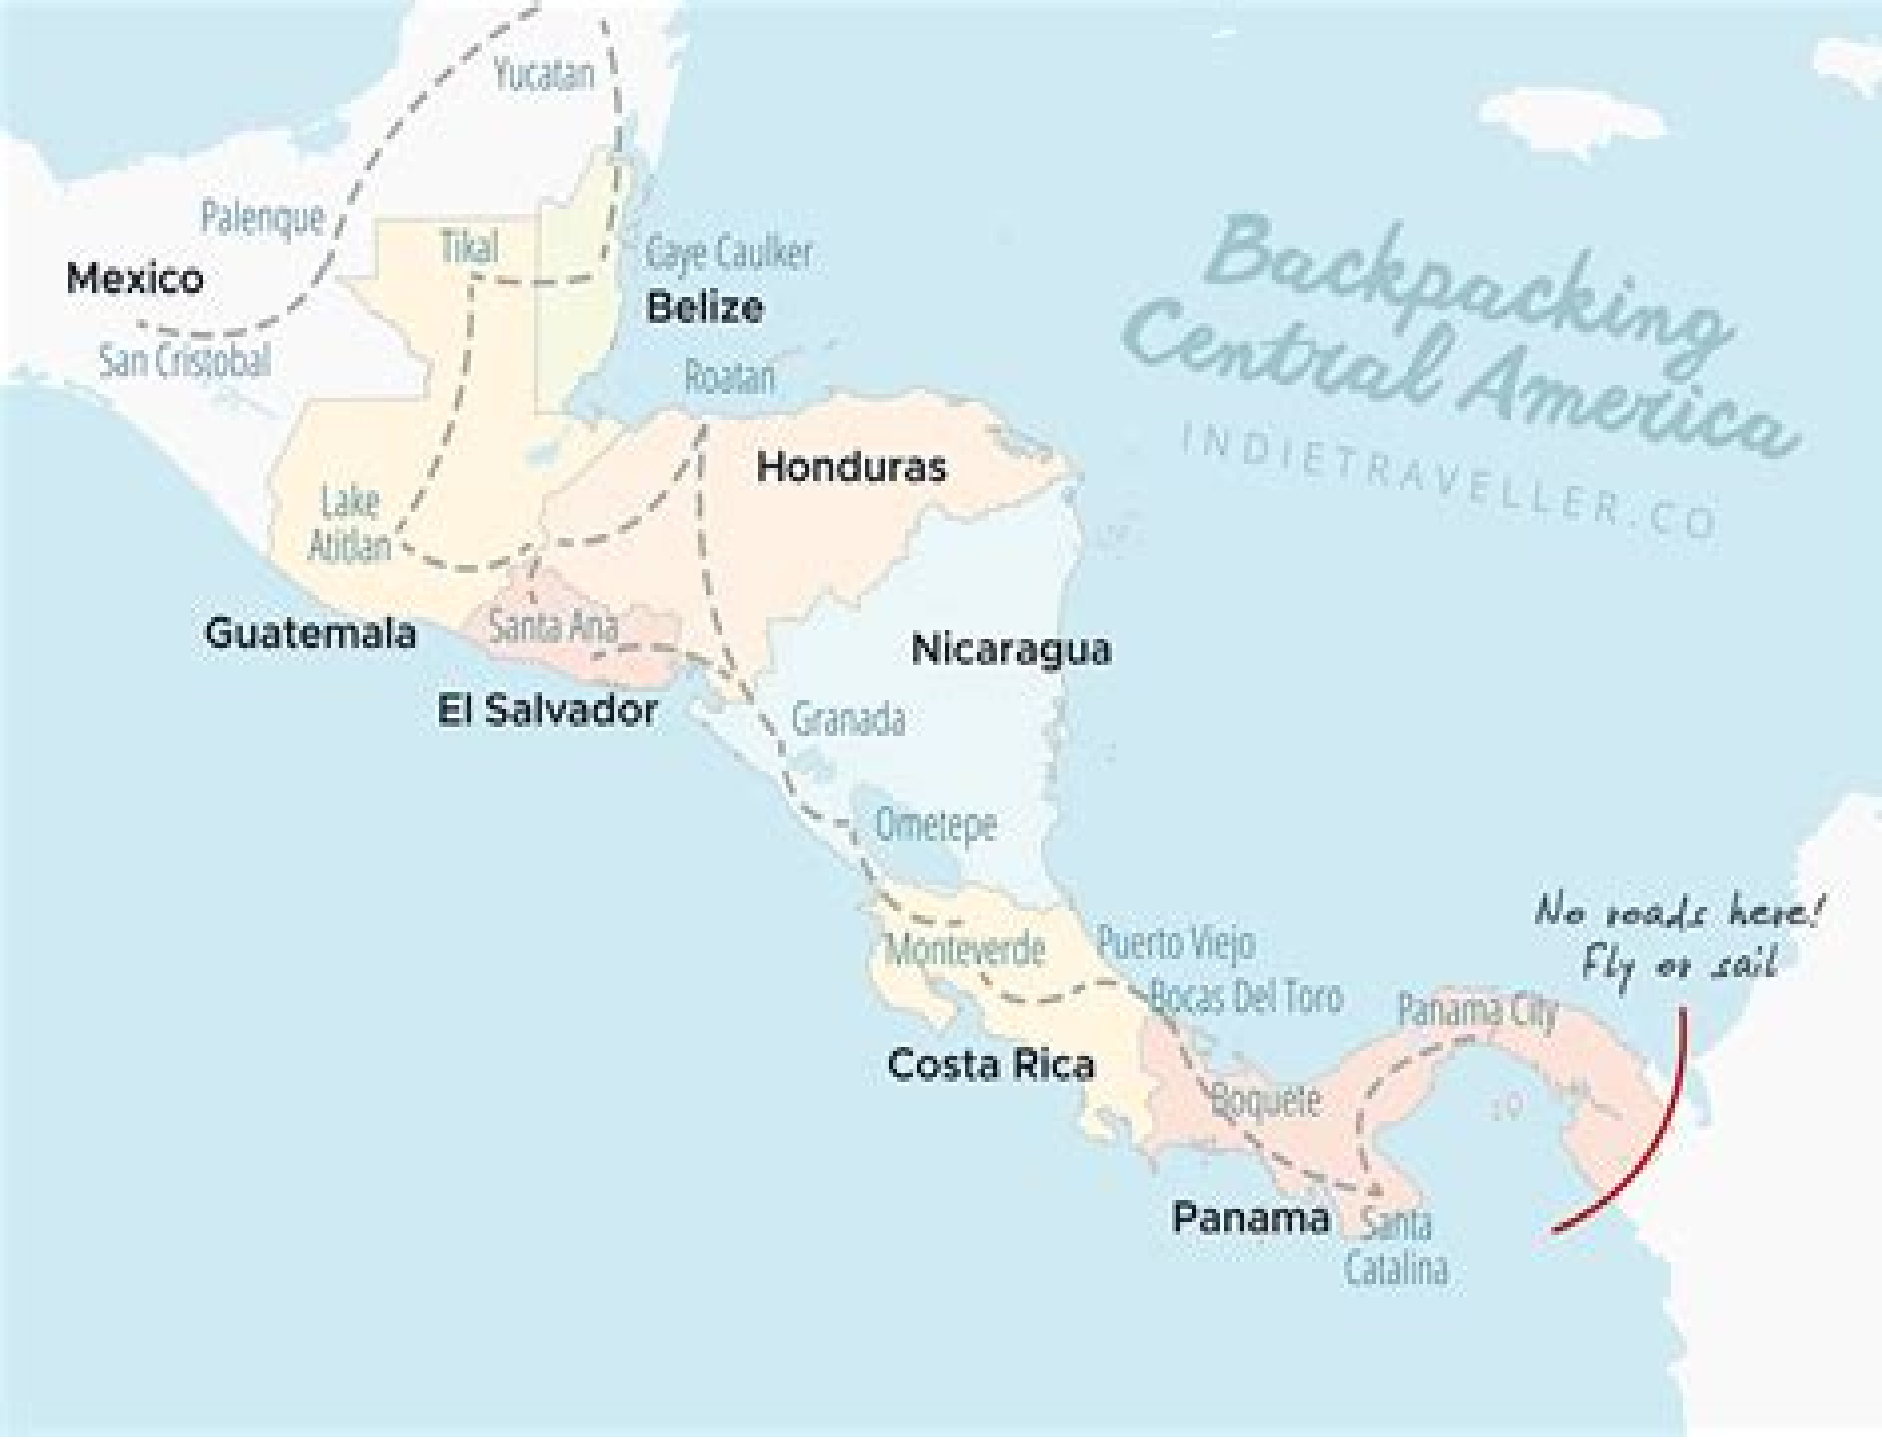 Yucatan
Palenque
Mexico
San Cristobal
Tikal
Caye Caulker
Belize
Roatan
Backpacking
Central America
INDIETRAVELLER.CO
Honduras
Lake
Atitlan
Guatemala
Santa Ana
El Salvador
Nicaragua
Granada
Ometepe
Monteverde
Puerto Viejo
Bocas Del Toro
Costa Rica
Panama City
No roads here!
Fly or sail
Boquete
Panama
Santa
Catalina